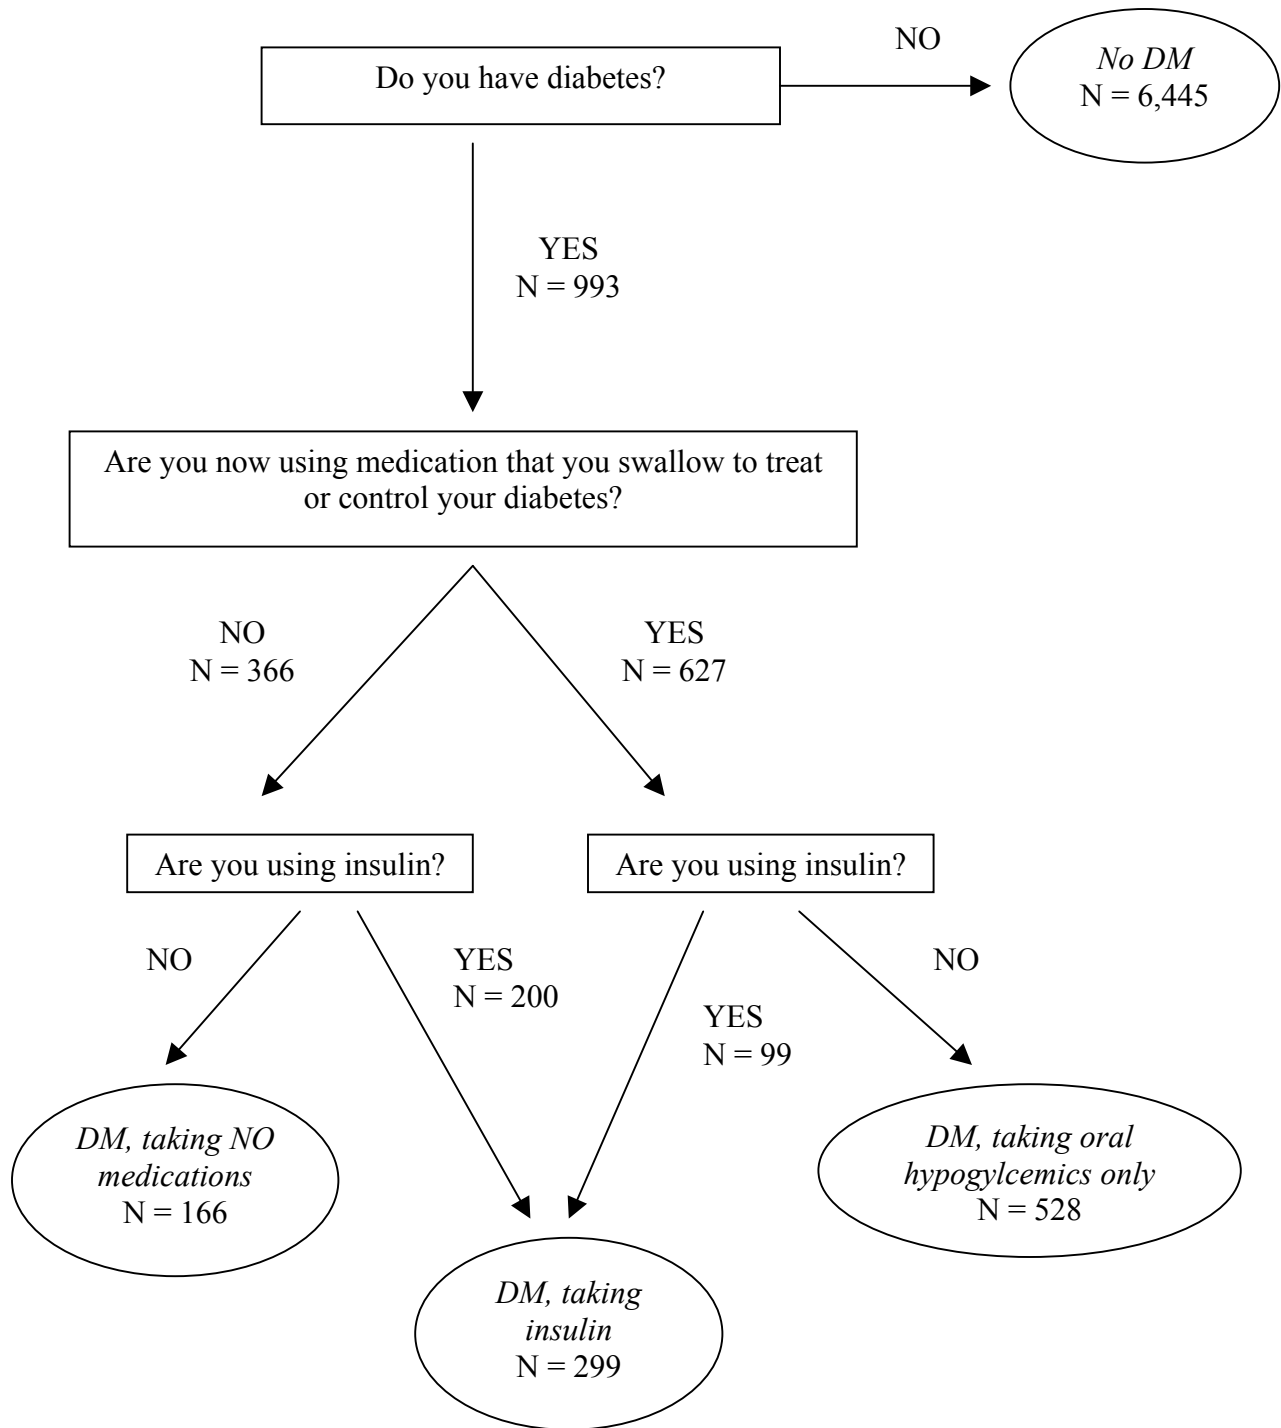 Do you have diabetes?
NO
No DM
N = 6,445
YES
N = 993
Are you now using medication that you swallow to treat
or control your diabetes?
NO
N = 366
YES
N = 627
Are you using insulin?
Are you using insulin?
NO
YES
N = 200
YES
N = 99
NO
DM, taking NO
medications
N = 166
DM, taking
insulin
N = 299
DM, taking oral
hypogylcemics only
N = 528